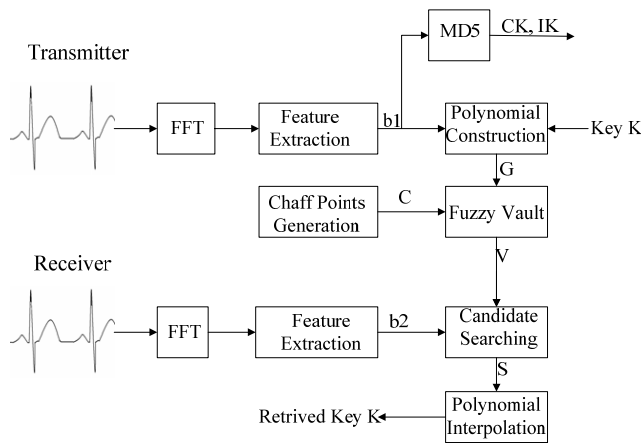 MD5
CK, IK
Transmitter
FFT
Feature
Extraction
b1
Polynomial
Construction
Key K
G
Chaff Points
Generation
C
Fuzzy Vault
V
Receiver
FFT
Feature
Extraction
b2
Candidate
Searching
S
Retrived Key K
Polynomial
Interpolation